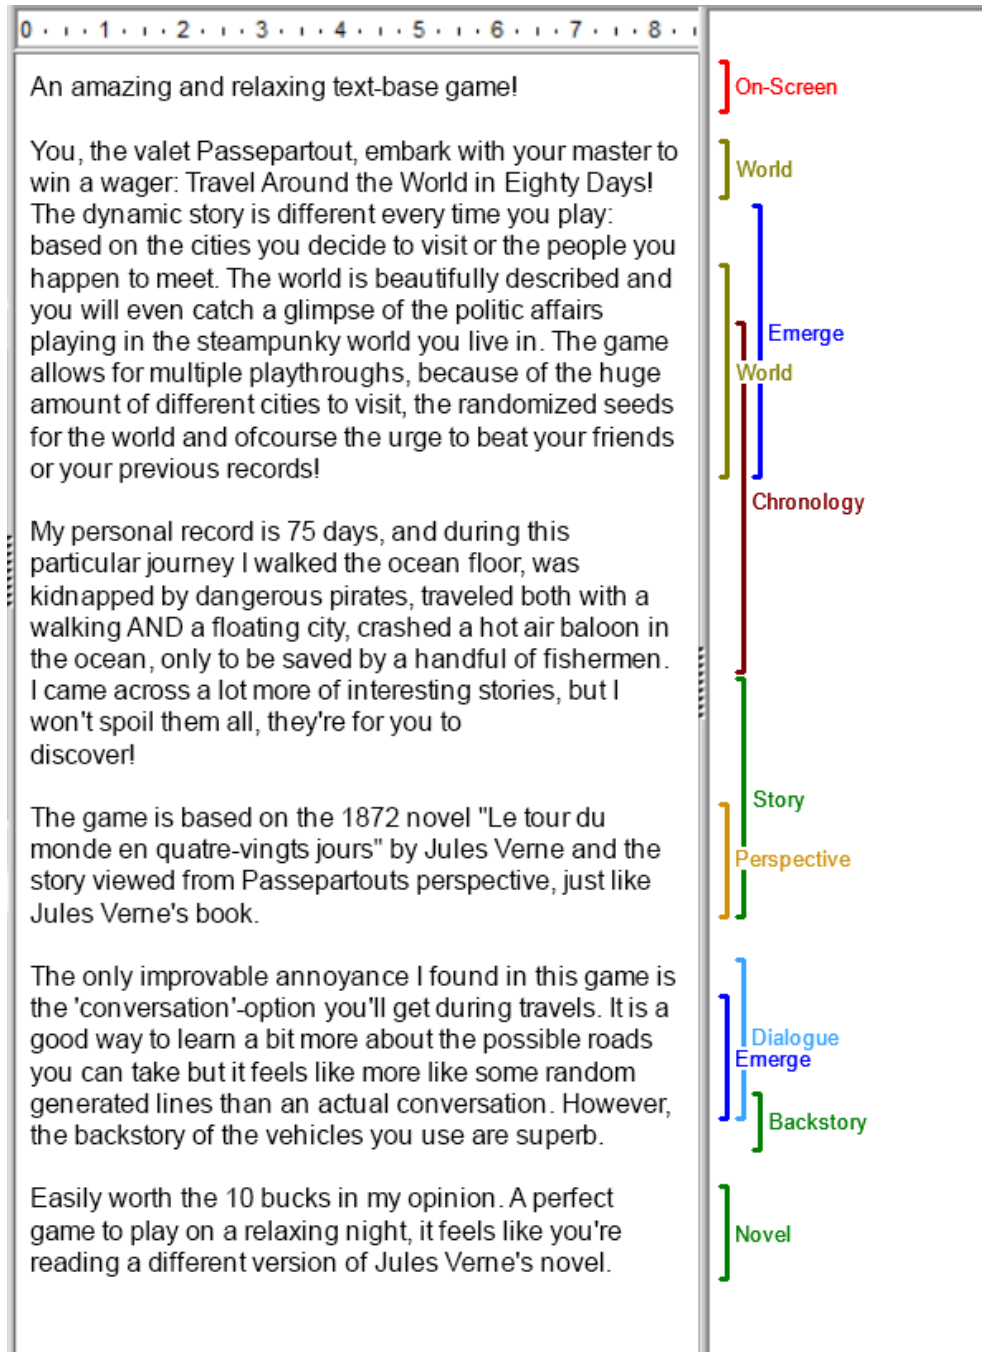 0 1 2 3 4 5 6 7 8
An amazing and relaxing text-base game!
You, the valet Passepartout, embark with your master to
win a wager: Travel Around the World in Eighty Days!
The dynamic story is different every time you play:
based on the cities you decide to visit or the people you
happen to meet. The world is beautifully described and
you will even catch a glimpse of the politic affairs
playing in the steampunky world you live in. The game
allows for multiple playthroughs, because of the huge
amount of different cities to visit, the randomized seeds
for the world and ofcourse the urge to beat your friends
or your previous records!
My personal record is 75 days, and during this
particular journey I walked the ocean floor, was
kidnapped by dangerous pirates, traveled both with a
walking AND a floating city, crashed a hot air baloon in
the ocean, only to be saved by a handful of fishermen.
I came across a lot more of interesting stories, but I
won't spoil them all, they're for you to
discover!
The game is based on the 1872 novel "Le tour du
monde en quatre-vingts jours" by Jules Verne and the
story viewed from Passepartouts perspective, just like
Jules Verne's book.
The only improvable annoyance I found in this game is
the 'conversation'-option you'll get during travels. It is a
good way to learn a bit more about the possible roads
you can take but it feels like more like some random
generated lines than an actual conversation. However,
the backstory of the vehicles you use are superb.
Easily worth the 10 bucks in my opinion. A perfect
game to play on a relaxing night, it feels like you're
reading a different version of Jules Verne's novel.
On-Screen
World
Emerge
World
Chronology
Story
Perspective
Dialogue
Emerge
Backstory
Novel